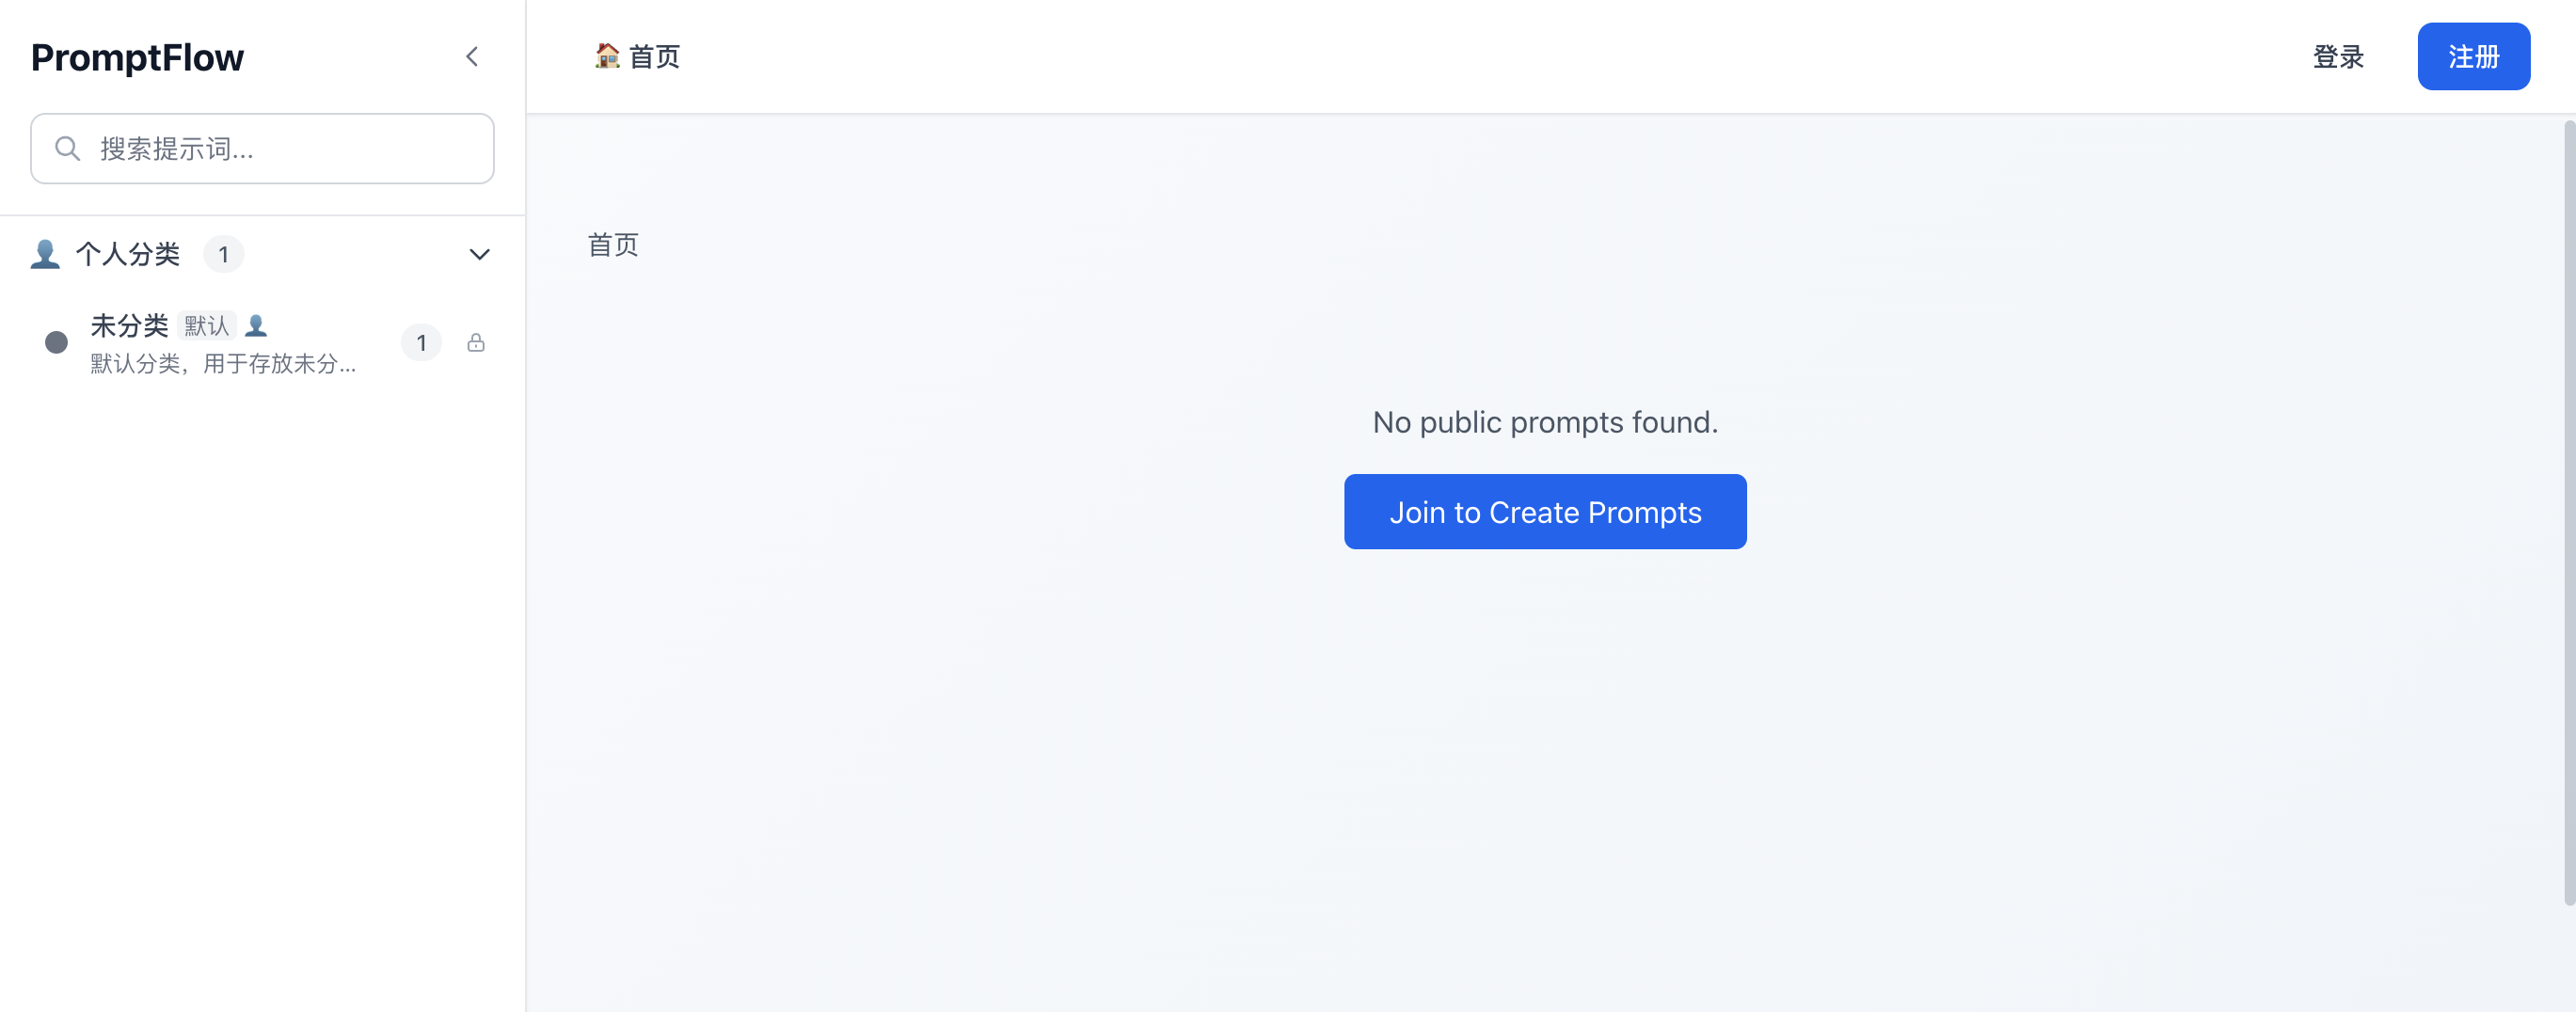 PromptFlow
搜索提示词...
个人分类 1
未分类 默认
默认分类，用于存放未分...
1
首页
登录
注册
首页
No public prompts found.
Join to Create Prompts